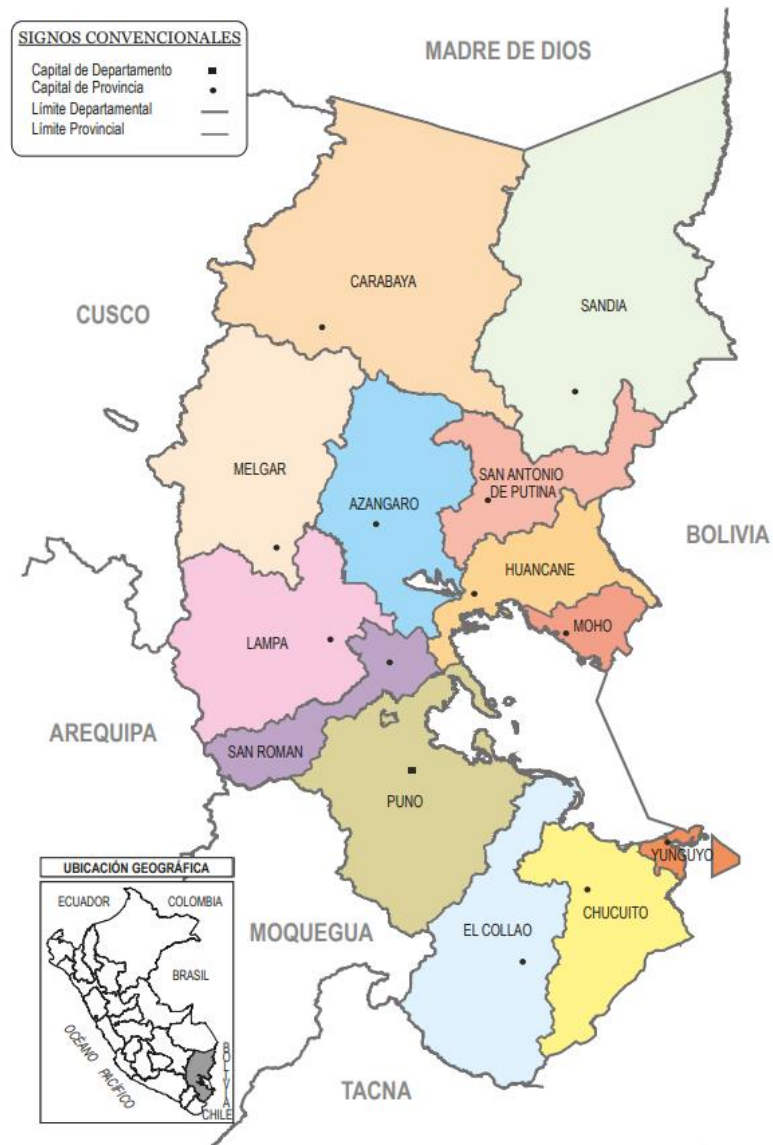 SIGNOS CONVENCIONALES
Capital de Departamento
Capital de Provincia
Límite Departamental
Límite Provincial
MADRE DE DIOS
CARABAYA
SANDIA
CUSCO
MELGAR
AZANGARO
SAN ANTONIO
DE PUTINA
BOLIVIA
HUANCANE
MOHO
LAMPA
AREQUIPA
SAN ROMAN
PUNO
YUNGUYO
CHUCUITO
EL COLLAO
MOQUEGUA
TACNA
UBICACIÓN GEOGRÁFICA
ECUADOR
COLOMBIA
BRASIL
OCÉANO PACÍFICO
BOLIVIA
CHILE